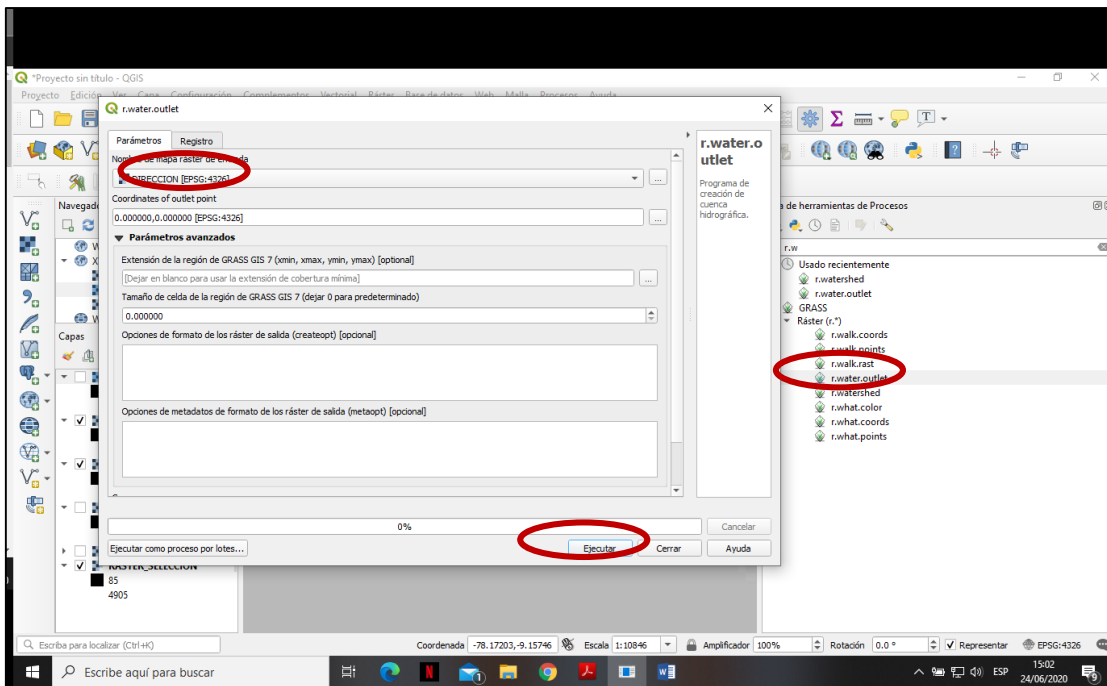 *Proyecto sin título - QGIS
Proyecto Edición Ver Capa Configuración Complementos Vectorial Ráster Base de datos Web Malla Procesos Ayuda
r.water.outlet
Parámetros Registro
Nombre de mapa ráster de entrada
DIRECCION [EPSG:4326]
...
Coordinates of outlet point
0.000000,0.000000 [EPSG:4326]
...
Parámetros avanzados
Extensión de la región de GRASS GIS 7 (xmin, xmax, ymin, ymax) [optional]
[Dejar en blanco para usar la extensión de cobertura mínima]
...
Tamaño de celda de la región de GRASS GIS 7 (dejar 0 para predeterminado)
0.000000
Opciones de formato de los ráster de salida (createopt) [opcional]
Opciones de metadatos de formato de los ráster de salida (metaopt) [opcional]
0%
Cancelar
Ejecutar como proceso por lotes...
Ejecutar Cerrar Ayuda
r.water.o
utlet
Programa de
creación de
cuenca
hidrográfica.
Navegad
Capas
RASTER_SELECCION
85
4905
a de herramientas de Procesos
r.w
Usado recientemente
r.watershed
r.water.outlet
GRASS
Ráster (r.*)
r.walk.coords
r.walk.points
r.walk.rast
r.water.outlet
r.watershed
r.what.color
r.what.coords
r.what.points
Escriba para localizar (Ctrl+K)
Coordenada -78.17203,-9.15746 Escala 1:10846 Amplificador 100% Rotación 0.0 ° Representar EPSG:4326
Escribe aquí para buscar
ESP
15:02
24/06/2020